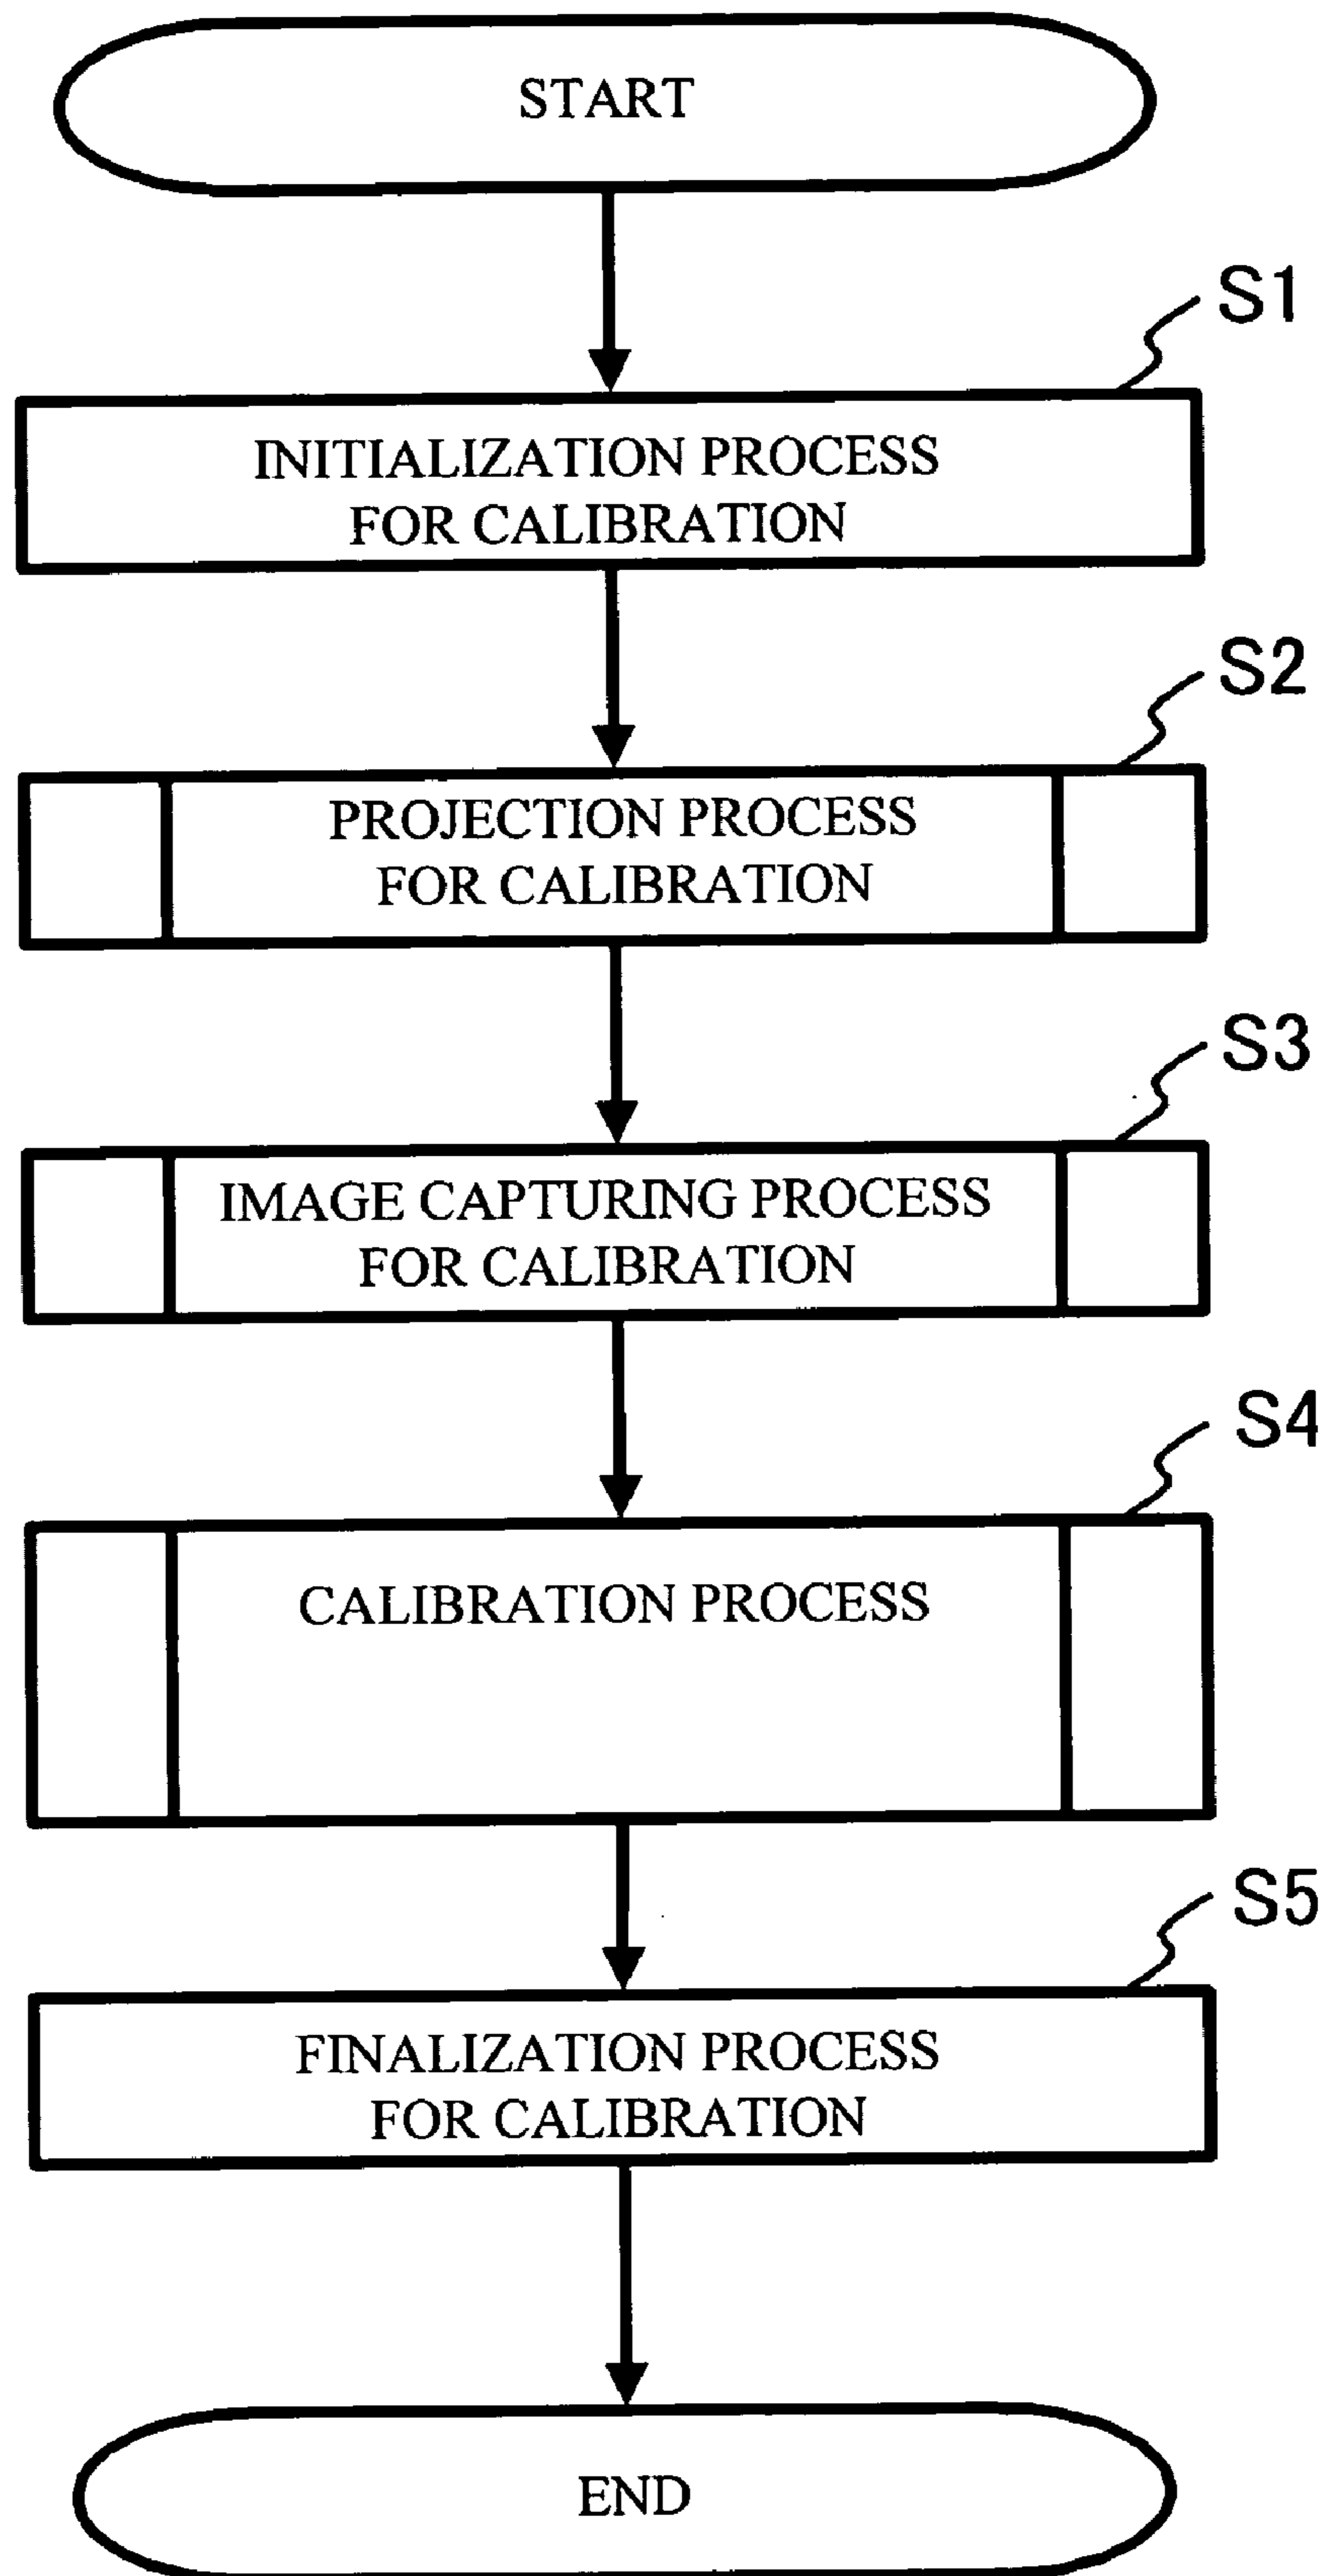 START
S1
INITIALIZATION PROCESS
FOR CALIBRATION
S2
PROJECTION PROCESS
FOR CALIBRATION
S3
IMAGE CAPTURING PROCESS
FOR CALIBRATION
S4
CALIBRATION PROCESS
S5
FINALIZATION PROCESS
FOR CALIBRATION
END